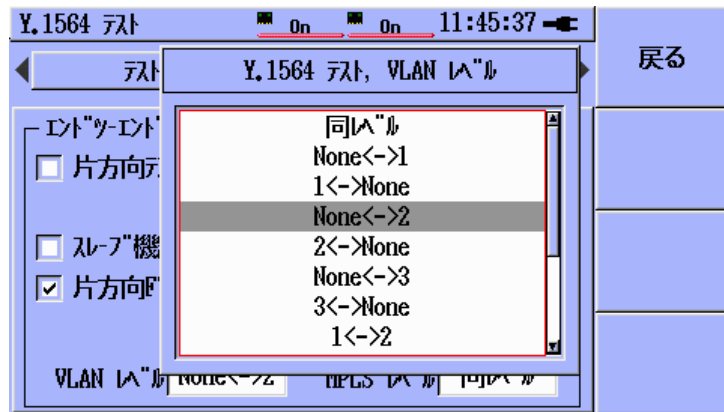 Y.1564 ﾃｽﾄ On On 11:45:37
戻る
ﾃｽﾄ
Y.1564 ﾃｽﾄ, VLAN ﾚﾍﾞﾙ
ｴﾝﾄﾞﾂｰｴﾝﾄﾞ
片方向ﾃ
ｽﾚｰﾌﾞ機
片方向
同ﾚﾍﾞﾙ
None<->1
1<->None
None<->2
2<->None
None<->3
3<->None
1<->2
VLAN ﾚﾍﾞﾙ None<->2 MPLS ﾚﾍﾞﾙ 同ﾚﾍﾞﾙ